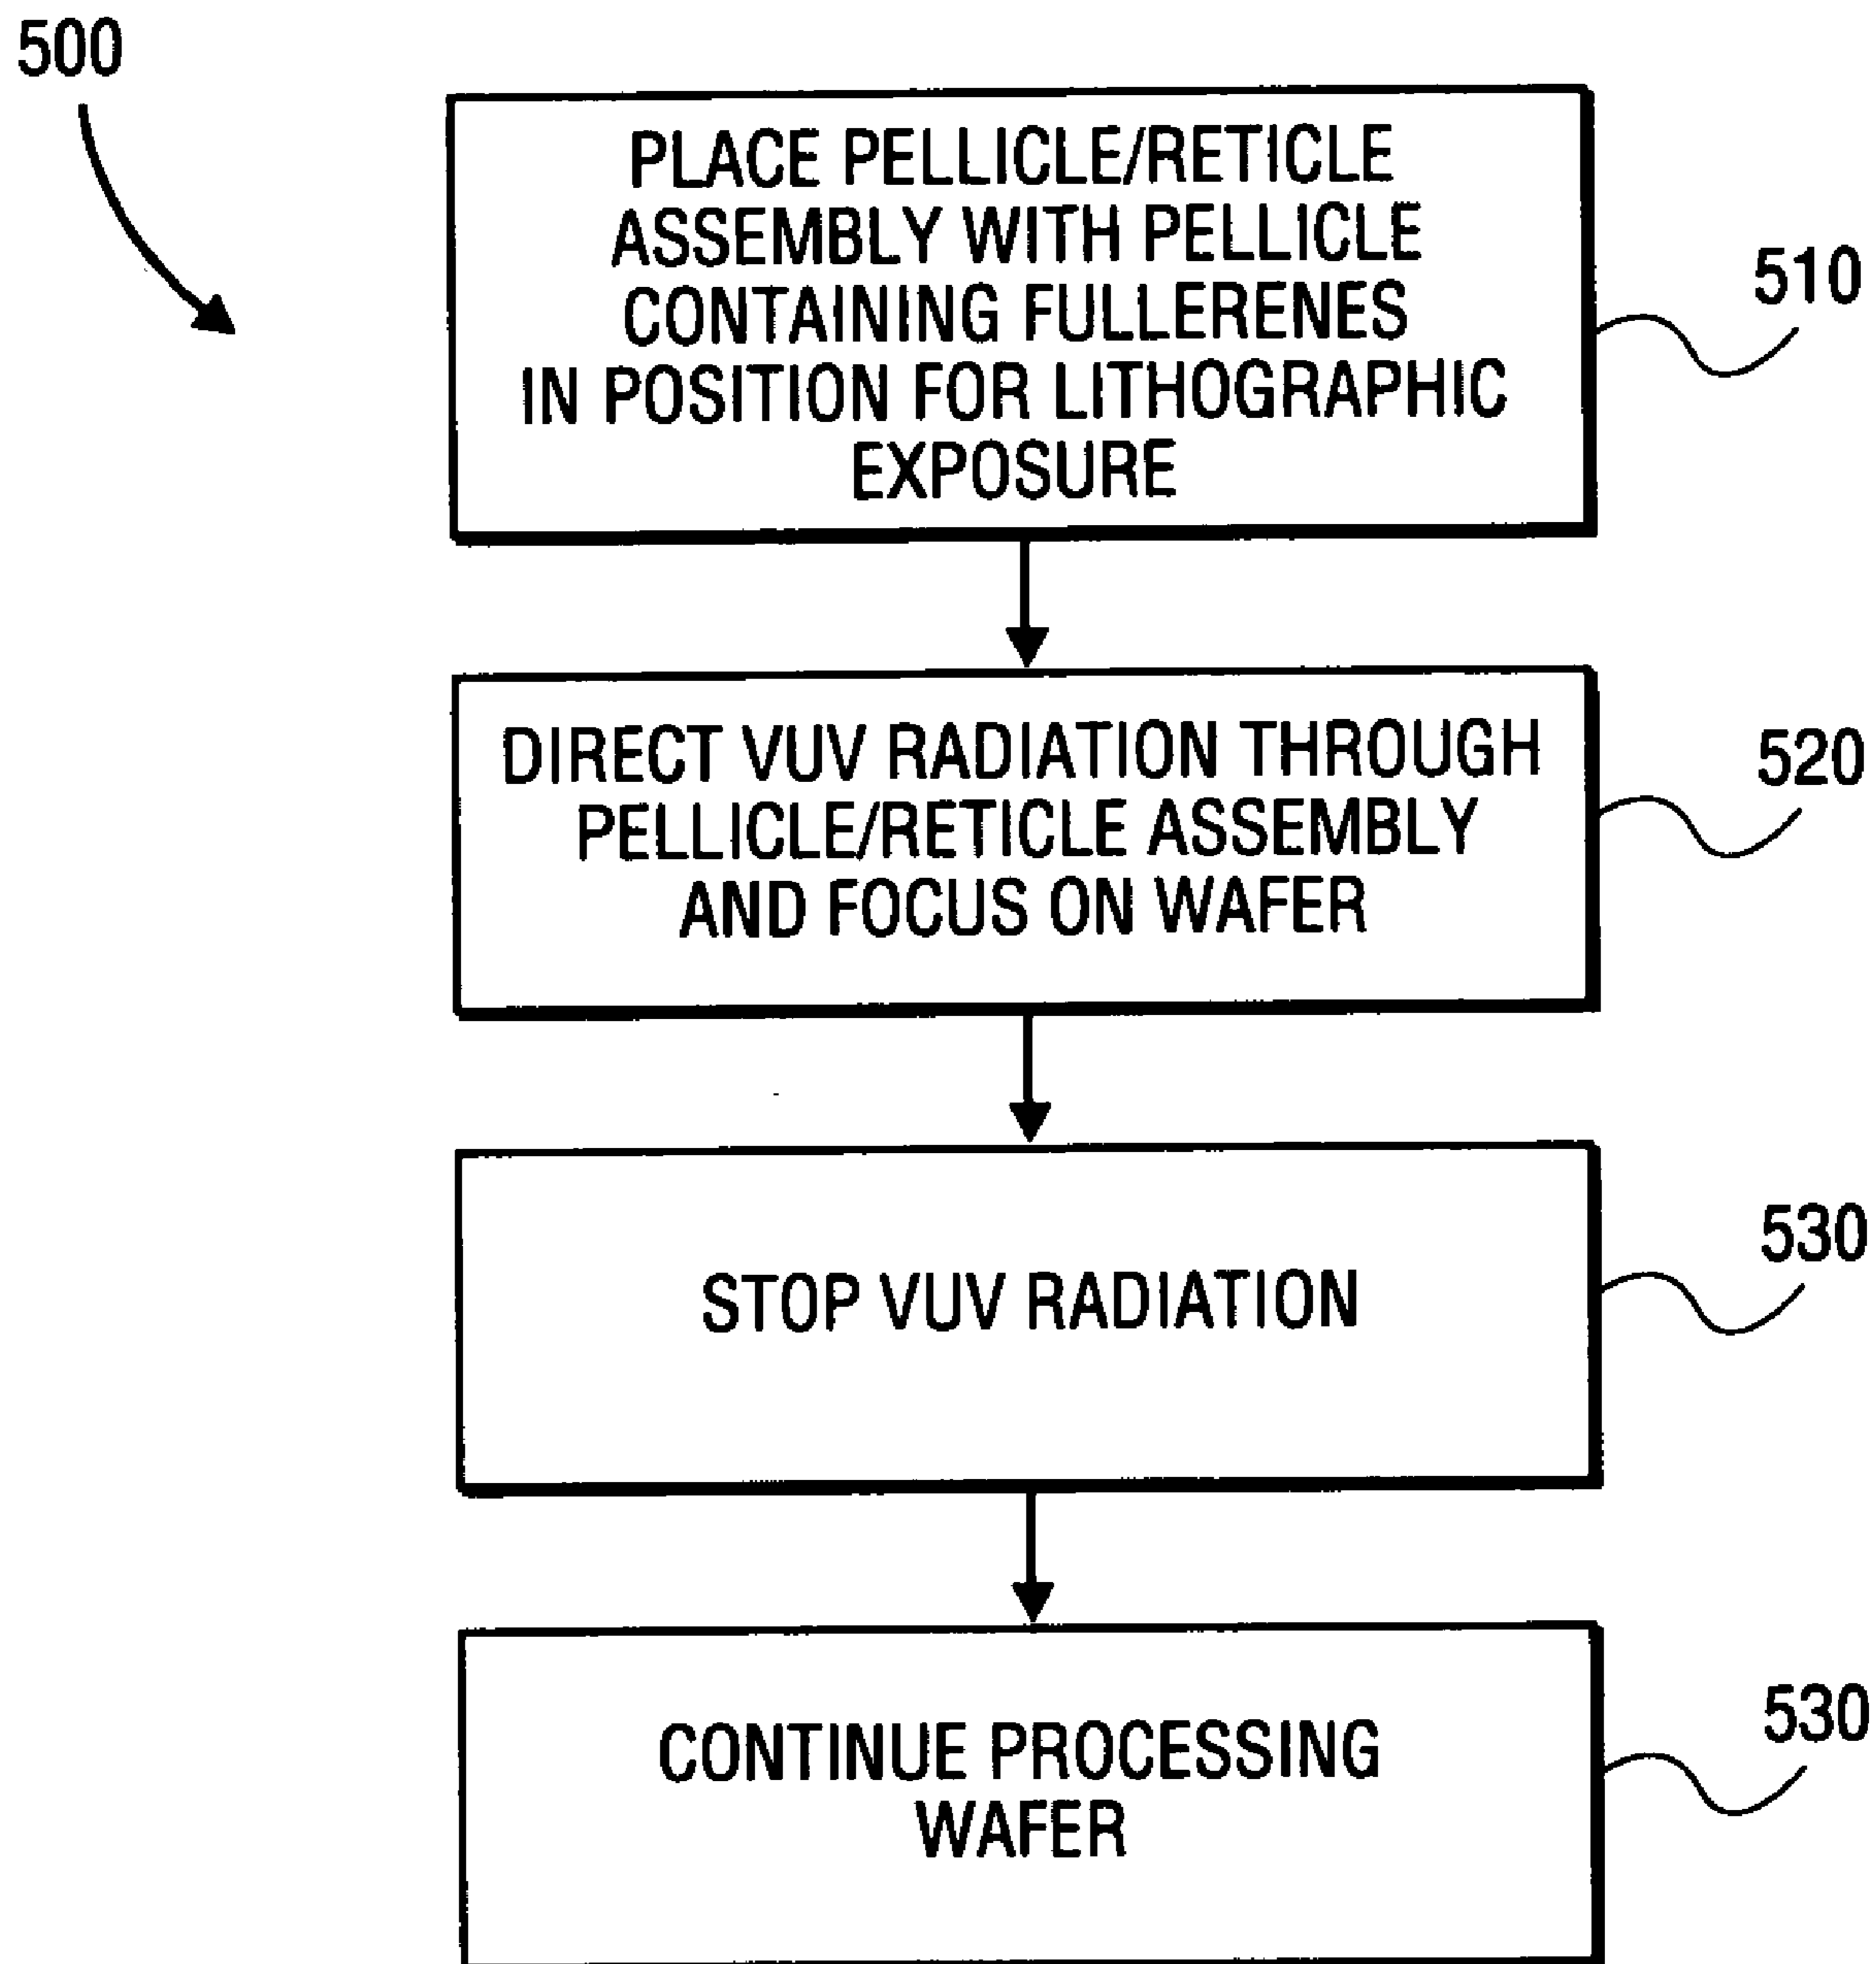 500
PLACE PELLICLE/RETICLE
ASSEMBLY WITH PELLICLE
CONTAINING FULLERENES
IN POSITION FOR LITHOGRAPHIC
EXPOSURE
510
DIRECT VUV RADIATION THROUGH
PELLICLE/RETICLE ASSEMBLY
AND FOCUS ON WAFER
520
STOP VUV RADIATION
530
CONTINUE PROCESSING
WAFER
530